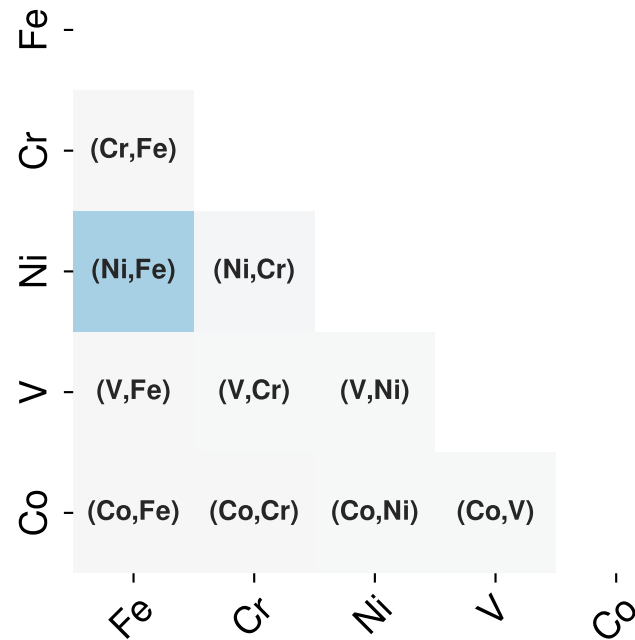 Fe
Cr (Cr,Fe)
Ni (Ni,Fe) (Ni,Cr)
V (V,Fe) (V,Cr) (V,Ni)
Co (Co,Fe) (Co,Cr) (Co,Ni) (Co,V)
Fe Cr Ni V Co